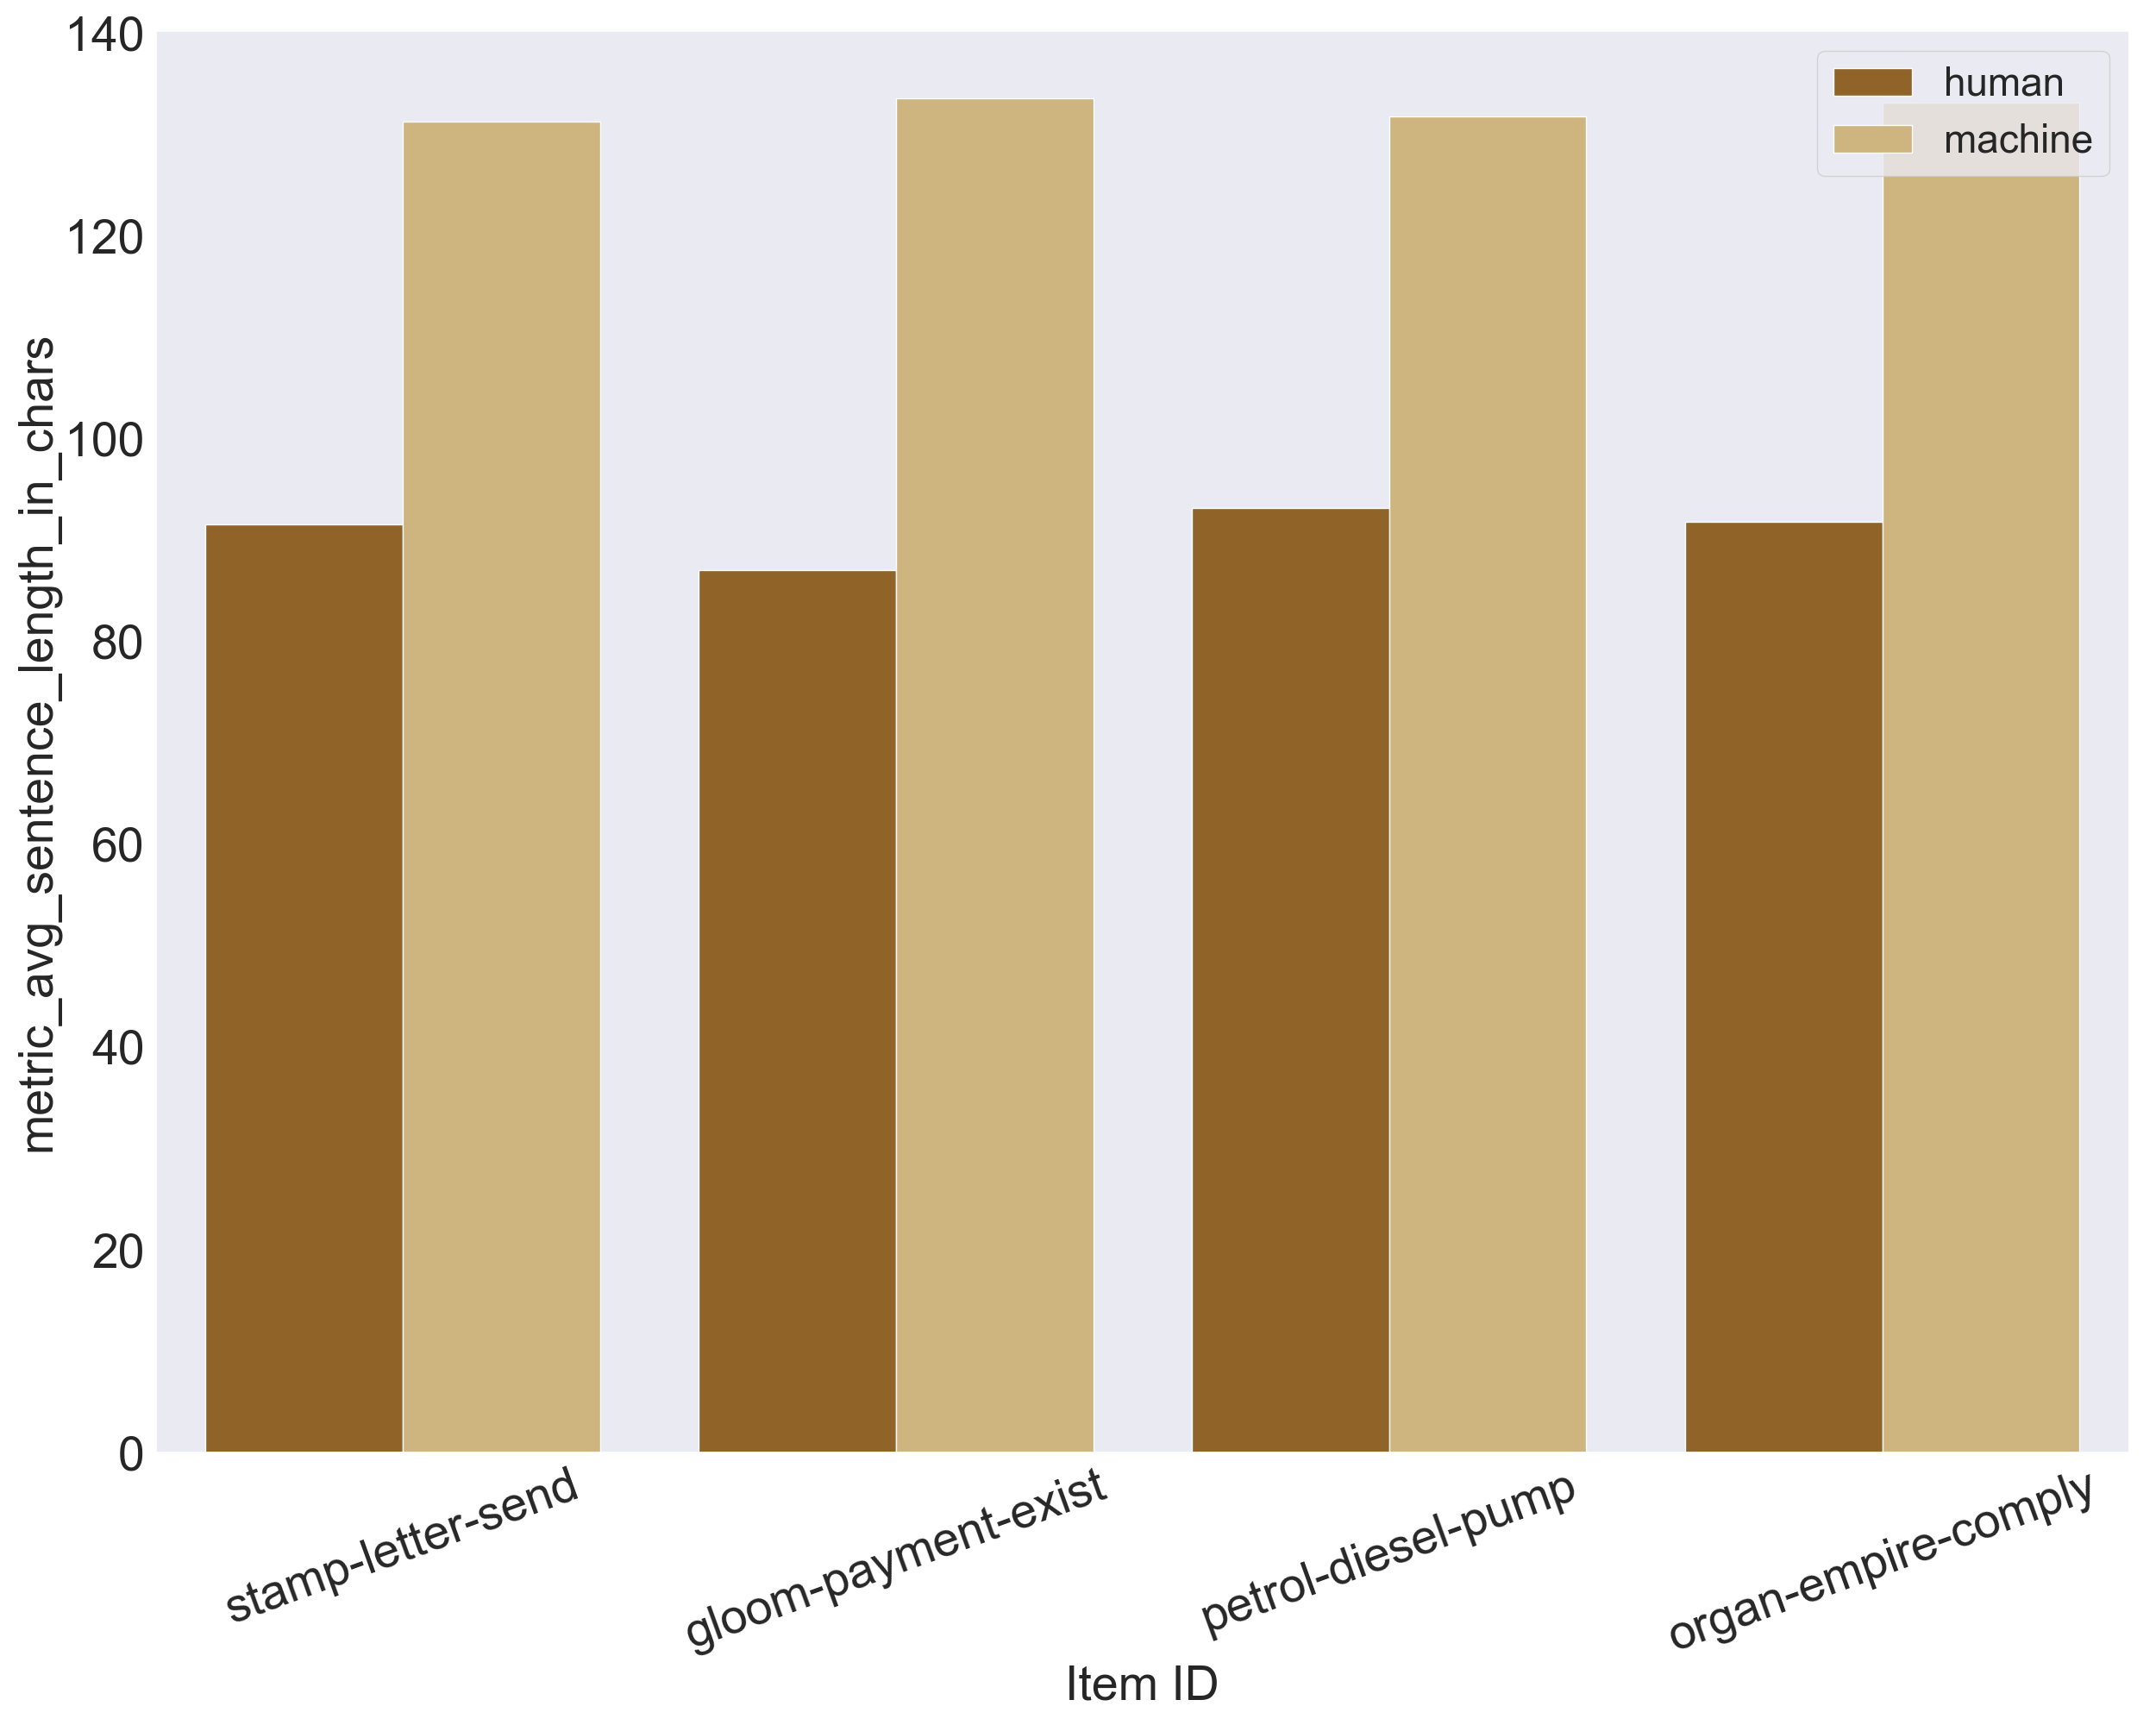 140
120
100
80
60
40
20
0
metric_avg_sentence_length_in_chars
human
machine
stamp-letter-send
gloom-payment-exist
petrol-diesel-pump
organ-empire-comply
Item ID